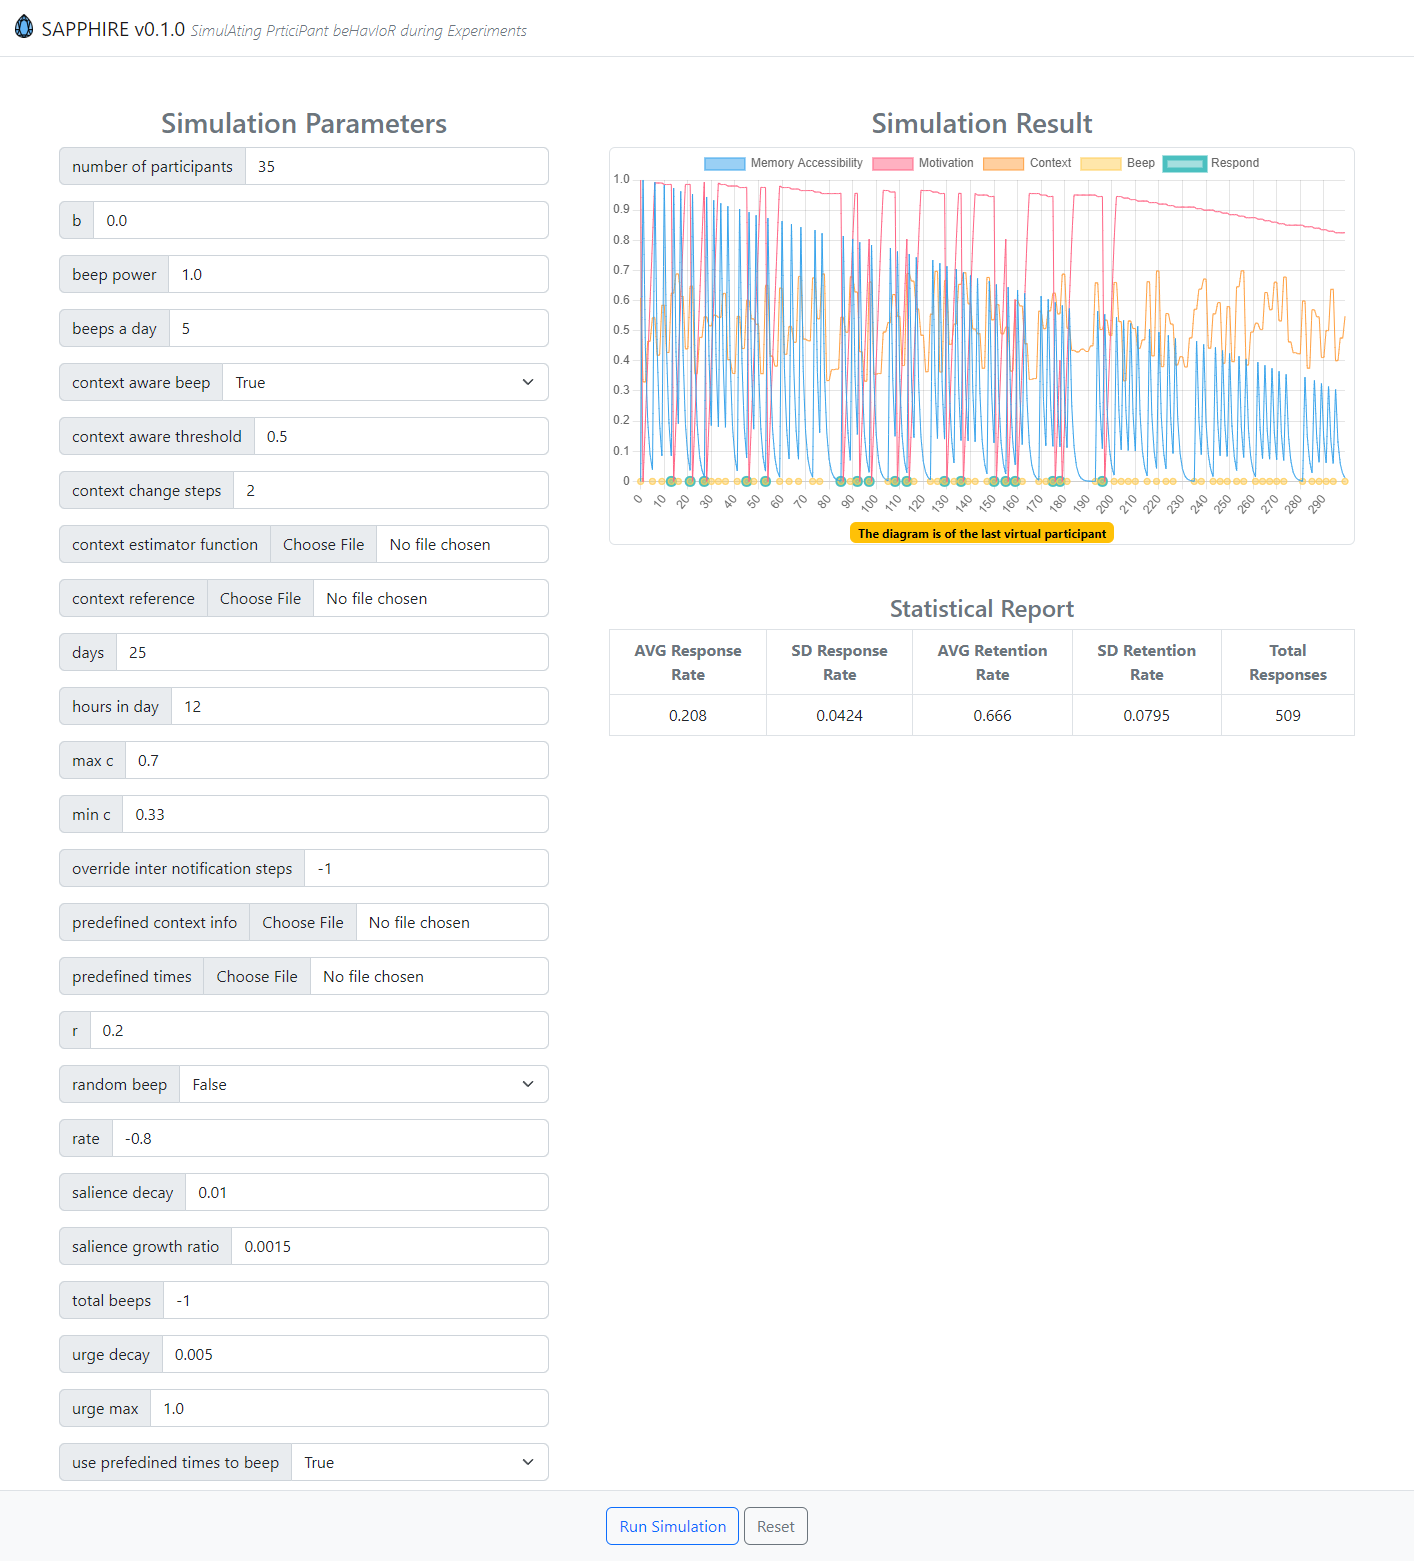 SAPPHIRE v0.1.0 SimulAting PrticiPant beHavIoR during Experiments
Simulation Parameters
number of participants 35
b 0.0
beep power 1.0
beeps a day 5
context aware beep True
context aware threshold 0.5
context change steps 2
context estimator function Choose File No file chosen
context reference Choose File No file chosen
days 25
hours in day 12
max c 0.7
min c 0.33
override inter notification steps -1
predefined context info Choose File No file chosen
predefined times Choose File No file chosen
r 0.2
random beep False
rate -0.8
salience decay 0.01
salience growth ratio 0.0015
total beeps -1
urge decay 0.005
urge max 1.0
use prefedined times to beep True
Simulation Result
Memory Accessibility Motivation Context Beep Respond
1.0
0.9
0.8
0.7
0.6
0.5
0.4
0.3
0.2
0.1
0
0 10 20 30 40 50 60 70 80 90 100 110 120 130 140 150 160 170 180 190 200 210 220 230 240 250 260 270 280 290
The diagram is of the last virtual participant
Statistical Report
AVG Response Rate SD Response Rate AVG Retention Rate SD Retention Rate Total Responses
0.208 0.0424 0.666 0.0795 509
Run Simulation Reset